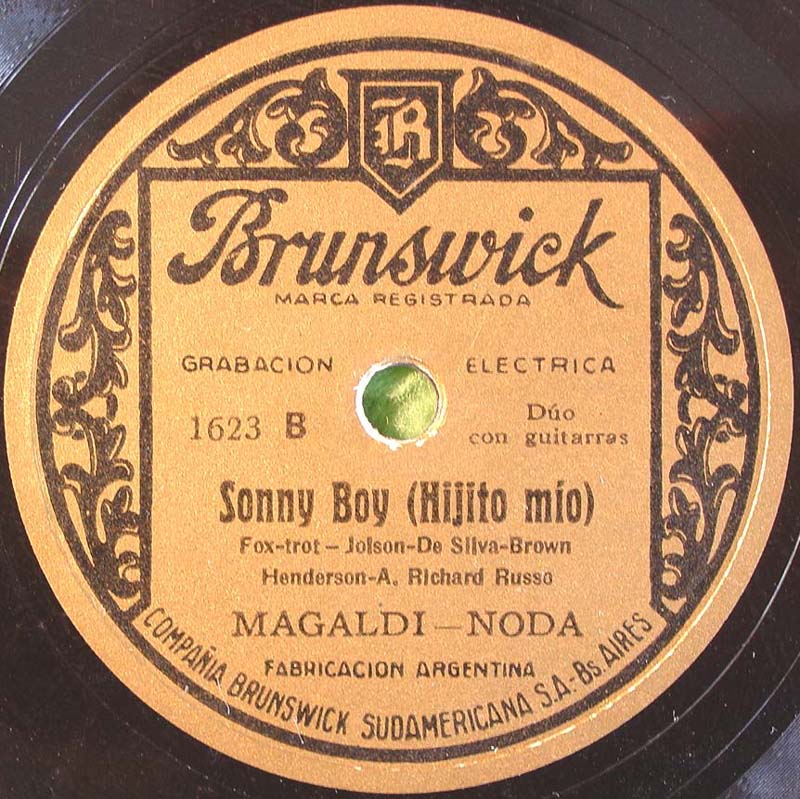 B
Brunswick
MARCA REGISTRADA
GRABACION ELECTRICA
1623 B
Dúo
con guitarras
Sonny Boy (Hijito mío)
Fox-trot – Jolson-De Silva-Brown
Henderson-A. Richard Russo
MAGALDI – NODA
FABRICACION ARGENTINA
COMPAÑIA BRUNSWICK SUDAMERICANA S.A.-Bs. AIRES